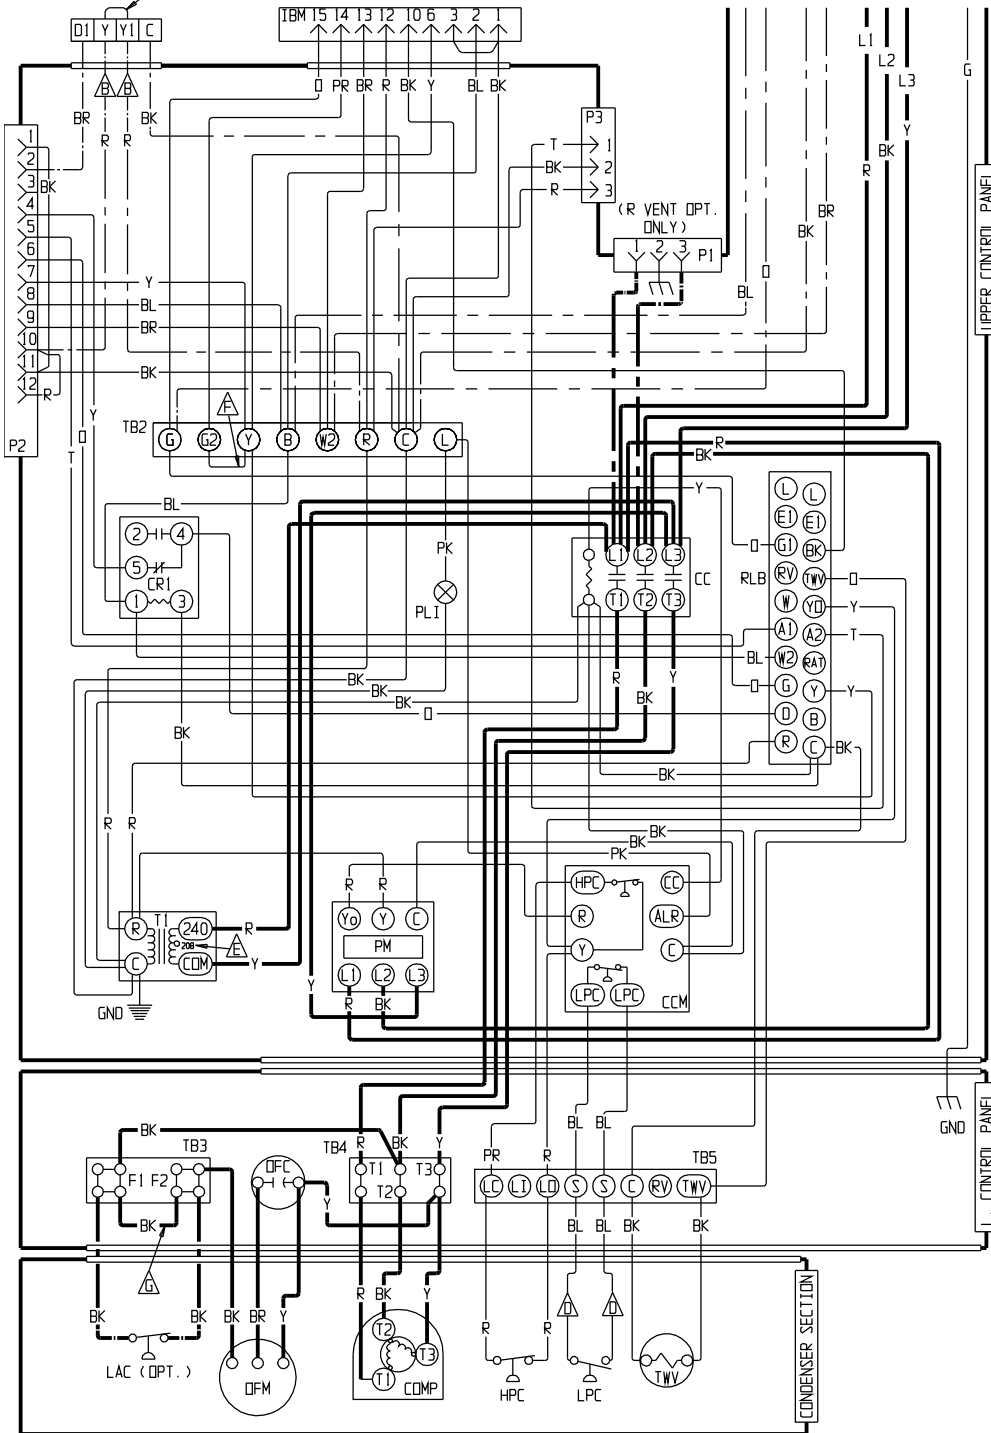 IBM 15 14 13 12 10 6 3 2 1
D1 Y Y1 C
L1
L2
L3
G
B B
O PR BR R BK Y BL BK
BR R R BK
Y
P3
T 1
BK 2
R 3
R BK
1
2
3
4
5
6
7
8
9
10
11
12
BK
R
P2
(R VENT OPT.
ONLY)
1 2 3 P1
BR
BK
O
BL
UPPER CONTROL PANEL
Y
BL
BR
BK
Y
O
T
F
TB2 G G2 Y B W2 R C L
R
BK
BL
2 4
5
CR1
1 3
PK
PLI
Y
L1 L2 L3
CC
T1 T2 T3
RLB
L L
E1 E1
O G1 BK
RV TWV O
W YO Y
A1 A2 T
BL W2 RAT
O G Y Y
O B
R C BK
R BK Y
BK
BK
BK
O
BK
BK
R R
BK
BK
PK
T1
R 240 R
208 E
C COM Y
GND
R R
Yo Y C
PM
L1 L2 L3
R BK
Y
HPC CC
R ALR
Y C
LPC LPC
CCM
GND
BL BL
PR R
BK
R BK Y
TB3
F1 F2
BK
G
OFC
Y
TB4
T1 T3
T2
TB5
LC LI LO S S C RV TWV
BL BL BK BK
D D
BK BK BK BR Y
LAC (OPT.)
OFM
R BK Y
T2
T3
T1
COMP
R R
HPC
LPC
TWV
CONDENSER SECTION
CONTROL PANEL